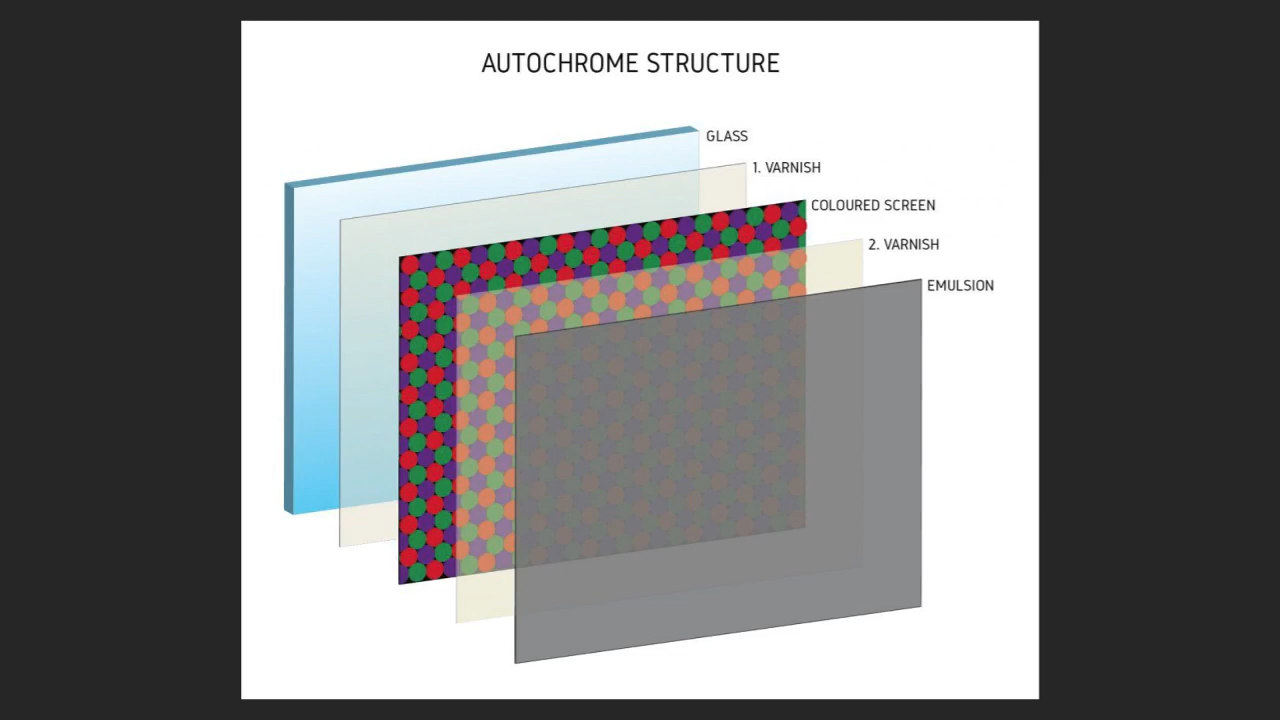 AUTOCHROME STRUCTURE
GLASS
1. VARNISH
COLOURED SCREEN
2. VARNISH
EMULSION